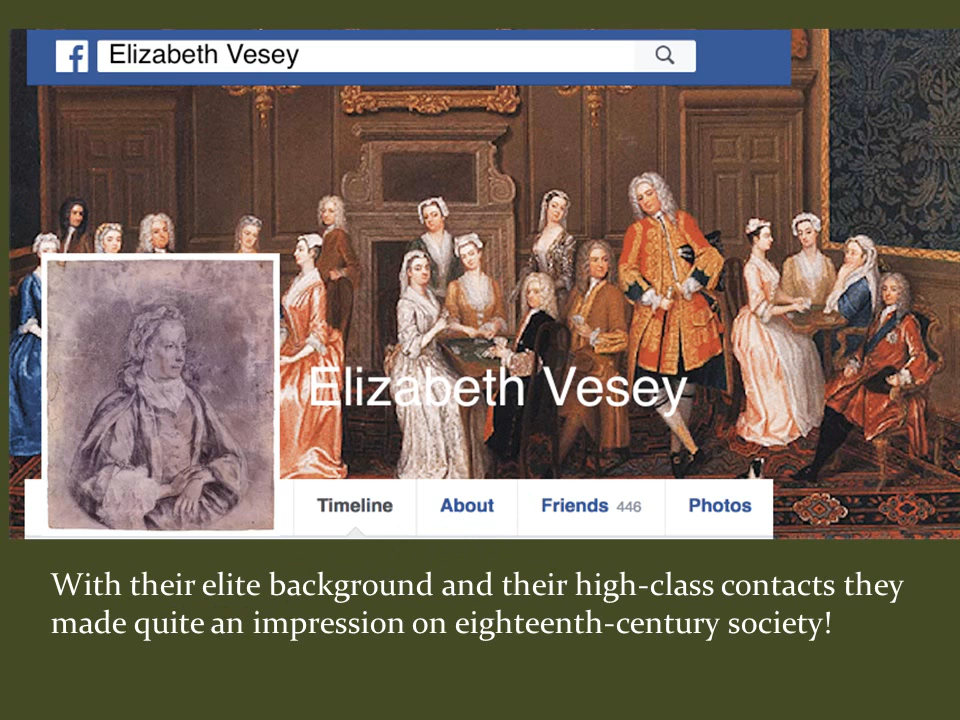 f Elizabeth Vesey
Elizabeth Vesey
Timeline About Friends 446 Photos
With their elite background and their high-class contacts they
made quite an impression on eighteenth-century society!